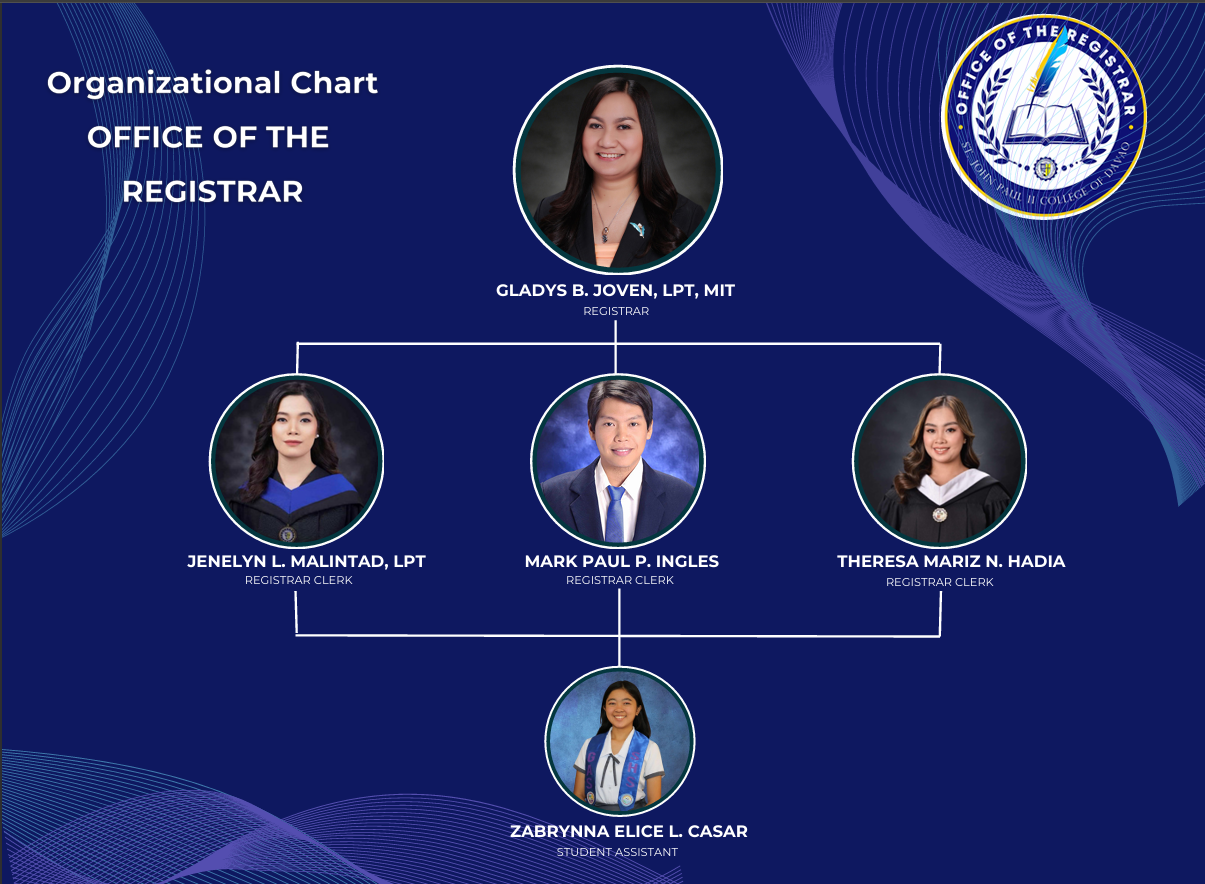 Organizational Chart
OFFICE OF THE
REGISTRAR
OFFICE OF THE REGISTRAR
ST. JOHN PAUL II COLLEGE OF DAVAO
GLADYS B. JOVEN, LPT, MIT
REGISTRAR
JENELYN L. MALINTAD, LPT
REGISTRAR CLERK
MARK PAUL P. INGLES
REGISTRAR CLERK
THERESA MARIZ N. HADIA
REGISTRAR CLERK
ZABRYNNA ELICE L. CASAR
STUDENT ASSISTANT